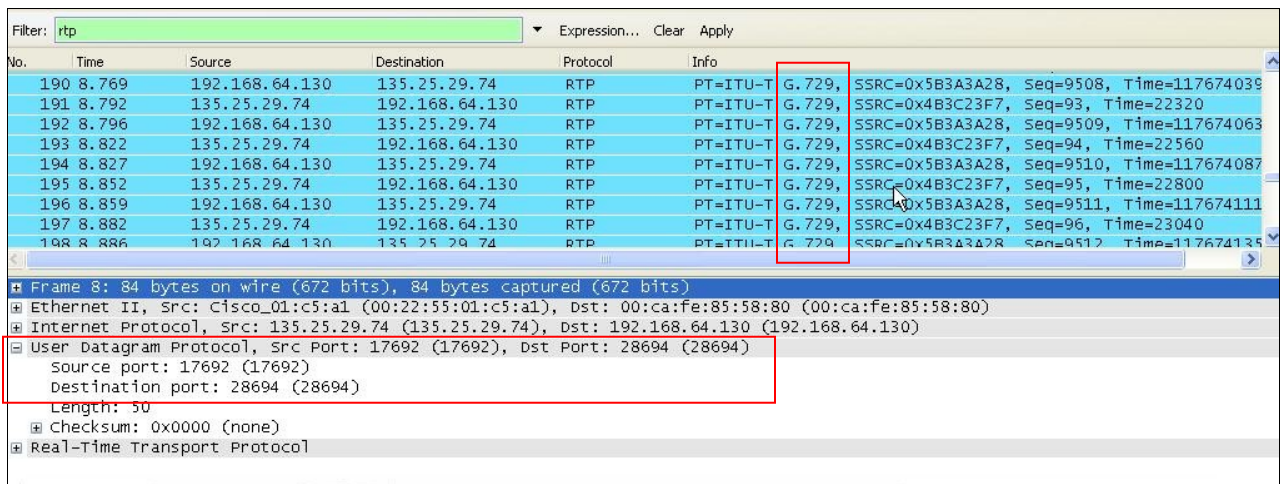 Filter: rtp Expression... Clear Apply
No. Time Source Destination Protocol Info
190 8.769 192.168.64.130 135.25.29.74 RTP PT=ITU-T G.729, SSRC=0x5B3A3A28, Seq=9508, Time=117674039
191 8.792 135.25.29.74 192.168.64.130 RTP PT=ITU-T G.729, SSRC=0x4B3C23F7, Seq=93, Time=22320
192 8.796 192.168.64.130 135.25.29.74 RTP PT=ITU-T G.729, SSRC=0x5B3A3A28, Seq=9509, Time=117674063
193 8.822 135.25.29.74 192.168.64.130 RTP PT=ITU-T G.729, SSRC=0x4B3C23F7, Seq=94, Time=22560
194 8.827 192.168.64.130 135.25.29.74 RTP PT=ITU-T G.729, SSRC=0x5B3A3A28, Seq=9510, Time=117674087
195 8.852 135.25.29.74 192.168.64.130 RTP PT=ITU-T G.729, SSRC=0x4B3C23F7, Seq=95, Time=22800
196 8.859 192.168.64.130 135.25.29.74 RTP PT=ITU-T G.729, SSRC=0x5B3A3A28, Seq=9511, Time=117674111
197 8.882 135.25.29.74 192.168.64.130 RTP PT=ITU-T G.729, SSRC=0x4B3C23F7, Seq=96, Time=23040
198 8.886 192.168.64.130 135.25.29.74 RTP PT=ITU-T G.729, SSRC=0x5B3A3A28, Seq=9512, Time=117674135
Frame 8: 84 bytes on wire (672 bits), 84 bytes captured (672 bits)
Ethernet II, Src: Cisco_01:c5:a1 (00:22:55:01:c5:a1), Dst: 00:ca:fe:85:58:80 (00:ca:fe:85:58:80)
Internet Protocol, Src: 135.25.29.74 (135.25.29.74), Dst: 192.168.64.130 (192.168.64.130)
User Datagram Protocol, Src Port: 17692 (17692), Dst Port: 28694 (28694)
Source port: 17692 (17692)
Destination port: 28694 (28694)
Length: 50
Checksum: 0x0000 (none)
Real-Time Transport Protocol